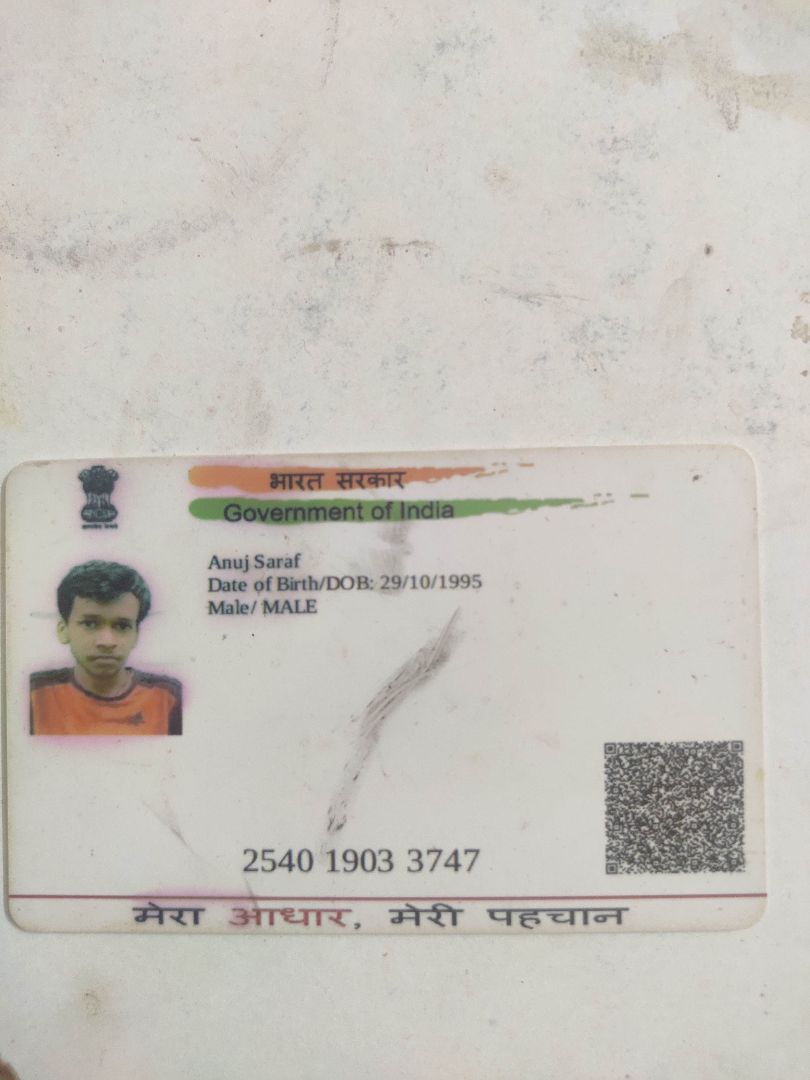 भारत सरकार
Government of India
Anuj Saraf
Date of Birth/DOB: 29/10/1995
Male/ MALE
2540 1903 3747
मेरा आधार, मेरी पहचान